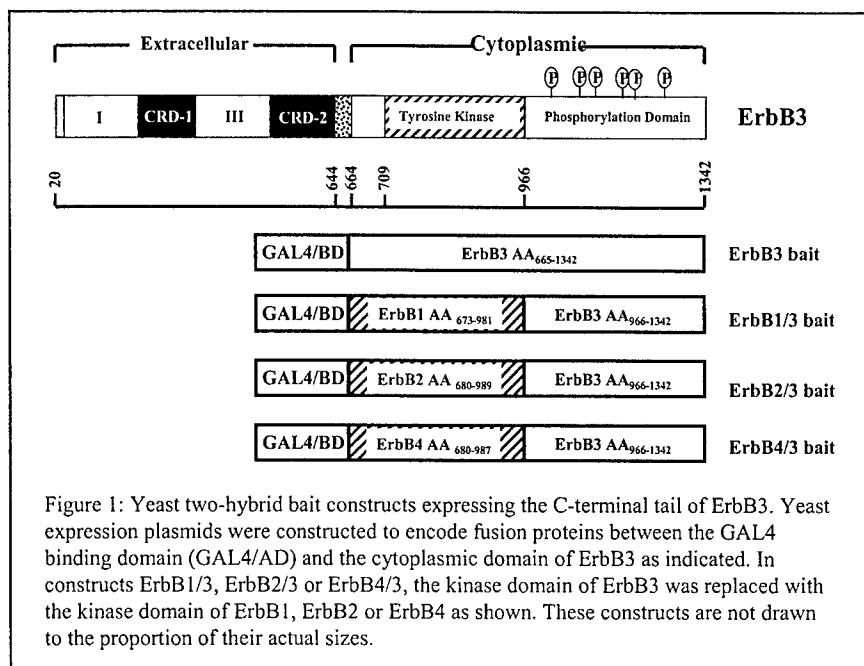 Extracellular
Cytoplasmic
P P P P P P
I CRD-1 III CRD-2 Tyrosine Kinase Phosphorylation Domain ErbB3
20 644 664 709 966 1342
GAL4/BD ErbB3 AA665-1342 ErbB3 bait
GAL4/BD ErbB1 AA 673-981 ErbB3 AA966-1342 ErbB1/3 bait
GAL4/BD ErbB2 AA 680-989 ErbB3 AA966-1342 ErbB2/3 bait
GAL4/BD ErbB4 AA 680-987 ErbB3 AA966-1342 ErbB4/3 bait
Figure 1: Yeast two-hybrid bait constructs expressing the C-terminal tail of ErbB3. Yeast
expression plasmids were constructed to encode fusion proteins between the GAL4
binding domain (GAL4/AD) and the cytoplasmic domain of ErbB3 as indicated. In
constructs ErbB1/3, ErbB2/3 or ErbB4/3, the kinase domain of ErbB3 was replaced with
the kinase domain of ErbB1, ErbB2 or ErbB4 as shown. These constructs are not drawn
to the proportion of their actual sizes.